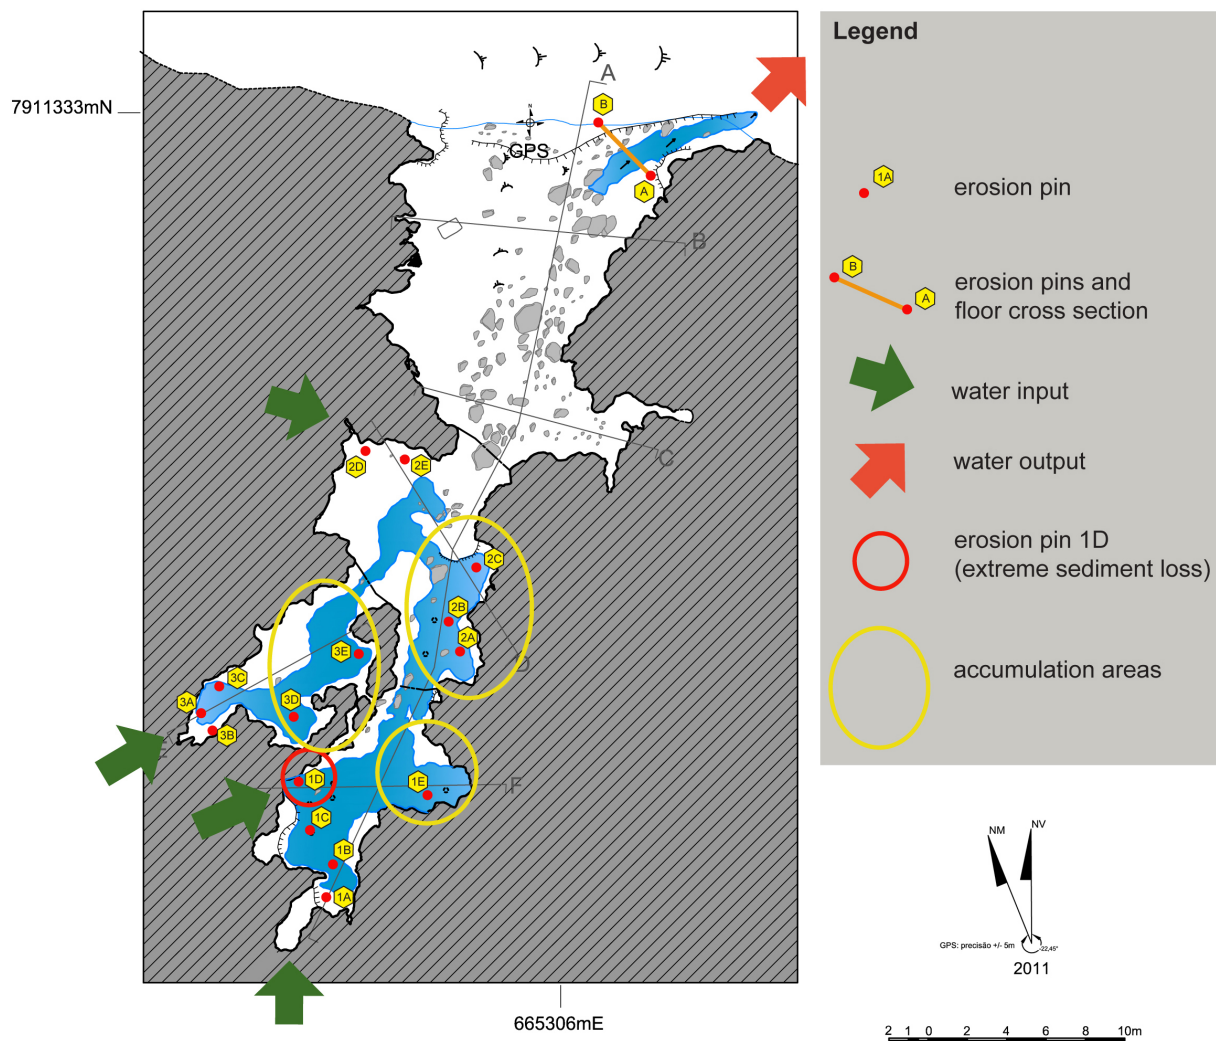 Legend
A
B
7911333mN
N
GPS
A
1A
erosion pin
B
B
A
erosion pins and
floor cross section
water input
C
2D
2E
water output
2C
erosion pin 1D
(extreme sediment loss)
2B
2A
3E
D
accumulation areas
3C
3A
3D
3B
1D
1E
F
1C
1B
1A
NM
NV
GPS: precisão +/- 5m
-22,45°
2011
665306mE
2 1 0 2 4 6 8 10m